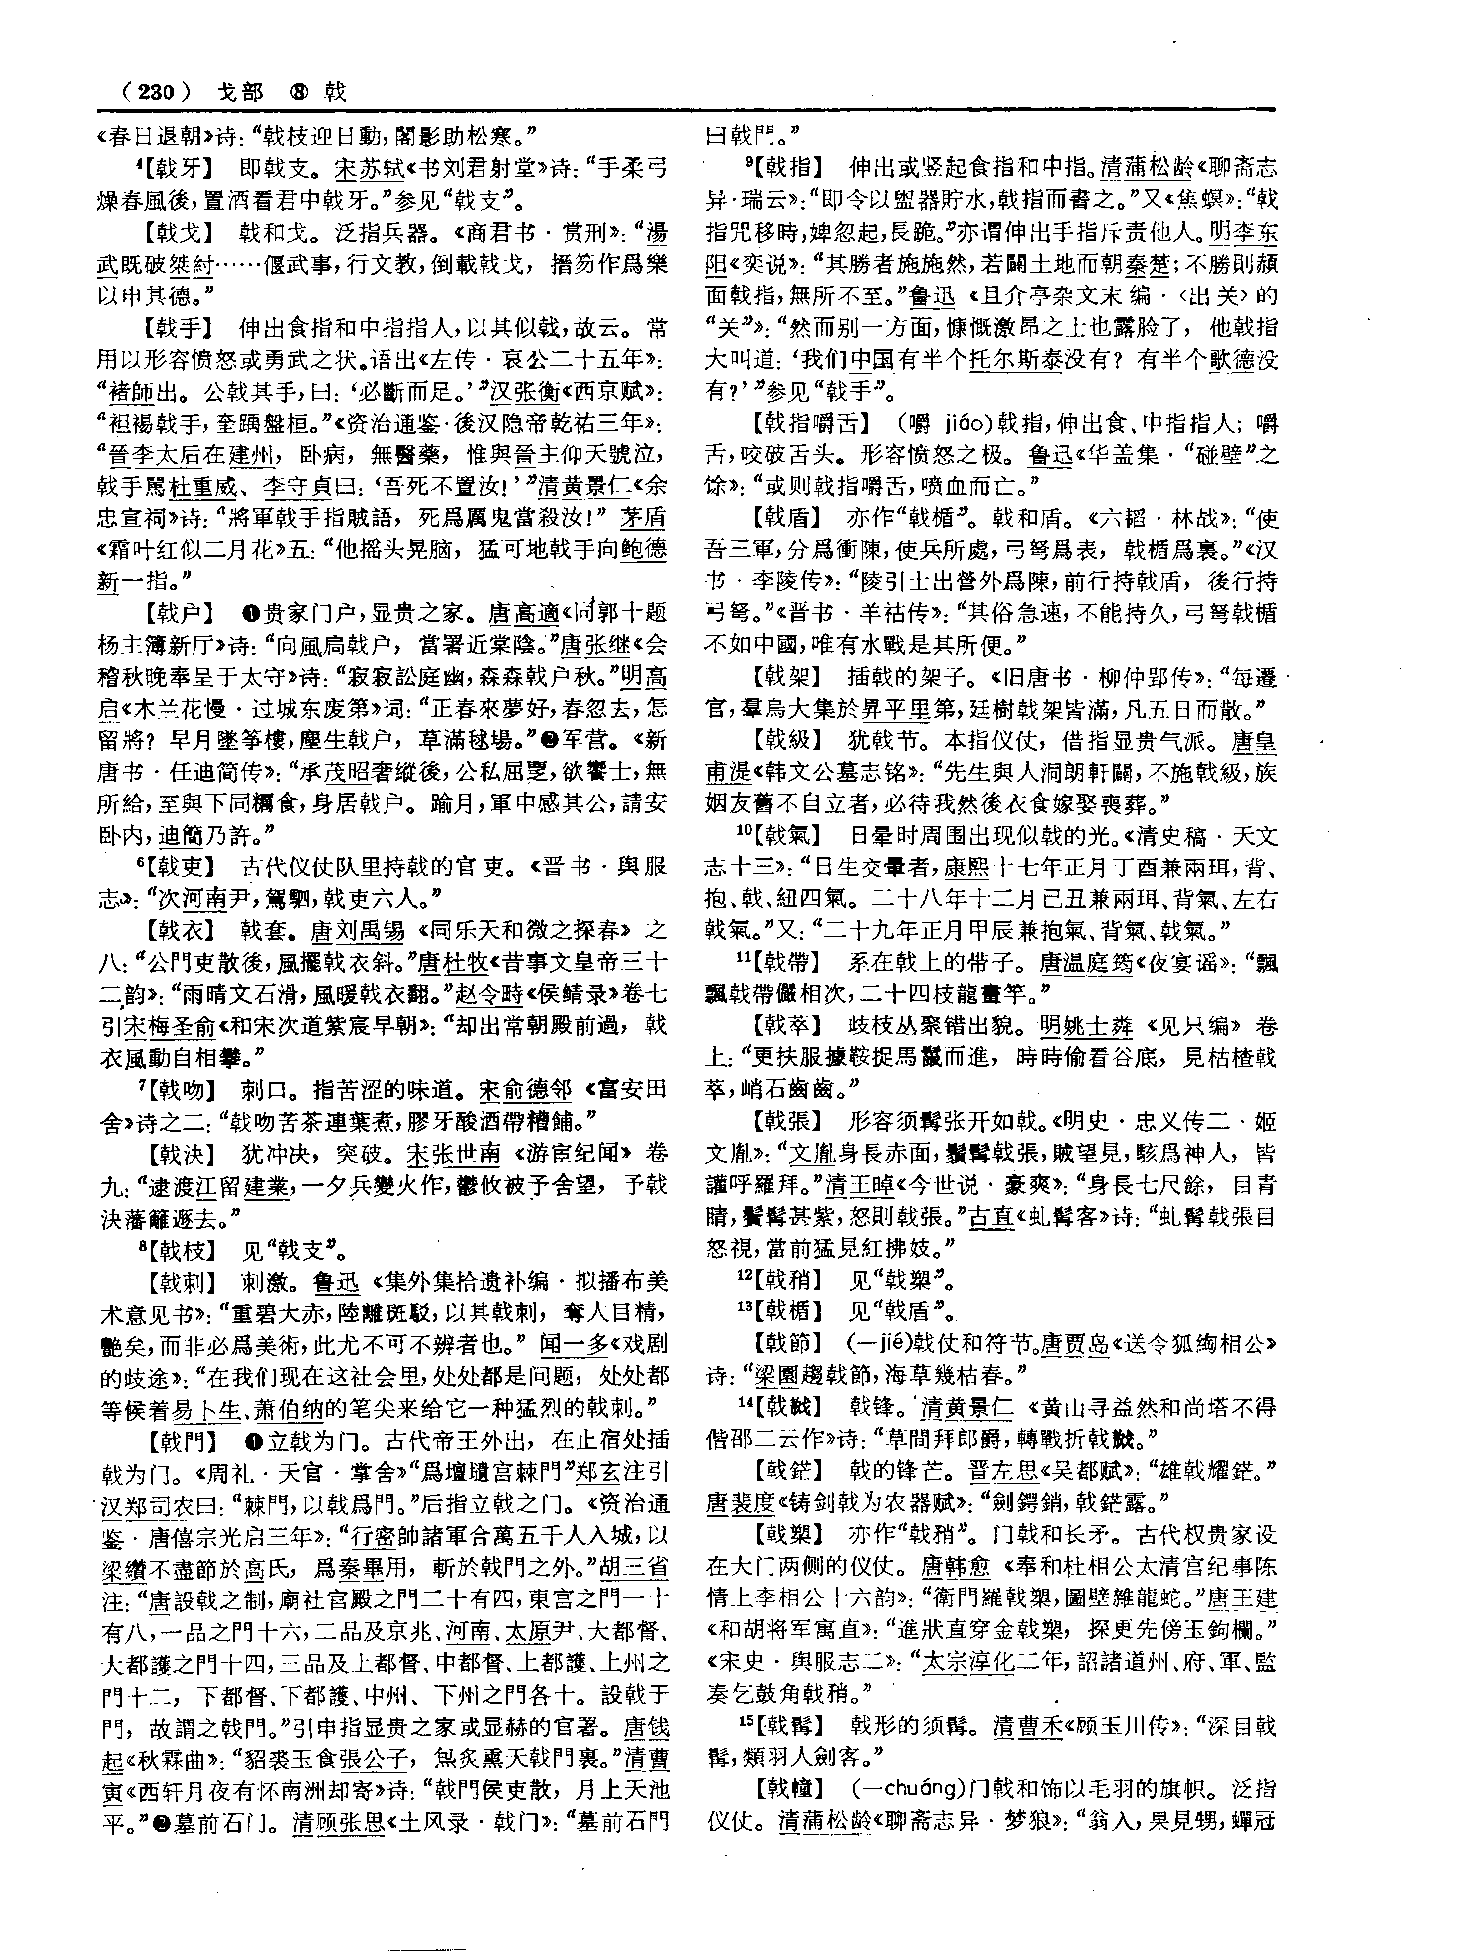 （230） 戈部 ⑧ 戟
《春日退朝》诗：“戟枝迎日動，閣影助松寒。”
⁴【戟牙】 即戟支。宋苏轼《书刘君射堂》诗：“手柔弓
燥春風後，置酒看君中戟牙。”参见“戟支”。
【戟戈】 戟和戈。泛指兵器。《商君书·赏刑》：“湯
武既破桀紂……偃武事，行文教，倒載戟戈，搢笏作爲樂
以申其德。”
【戟手】 伸出食指和中指指人，以其似戟，故云。常
用以形容愤怒或勇武之状。语出《左传·哀公二十五年》：
“褚師出。公戟其手，曰：‘必斷而足。’”汉张衡《西京赋》：
“袒裼戟手，奎踽盤桓。”《资治通鉴·後汉隐帝乾祐三年》：
“晉李太后在建州，卧病，無醫藥，惟與晉主仰天號泣，
戟手駡杜重威、李守貞曰：‘吾死不置汝！’”清黄景仁《余
忠宣祠》诗：“將軍戟手指賊語，死爲厲鬼當殺汝！”茅盾
《霜叶红似二月花》五：“他摇头晃脑，猛可地戟手向鲍德
新一指。”
【戟户】 ❶贵家门户，显贵之家。唐高適《同郭十题
杨主簿新厅》诗：“向風扃戟户，當署近棠陰。”唐张继《会
稽秋晚奉呈于太守》诗：“寂寂訟庭幽，森森戟户秋。”明高
启《木兰花慢·过城东废第》词：“正春來夢好，春忽去，怎
留將？早月墜筝樓，塵生戟户，草滿毬場。”❷军营。《新
唐书·任迪简传》：“承茂昭奢縱後，公私屈䍐，欲饗士，無
所給，至與下同糲食，身居戟户。踰月，軍中感其公，請安
卧内，迪簡乃許。”
⁶【戟吏】 古代仪仗队里持戟的官吏。《晋书·舆服
志》：“次河南尹，駕駟，戟吏六人。”
【戟衣】 戟套。唐刘禹锡《同乐天和微之探春》之
八：“公門吏散後，風擺戟衣斜。”唐杜牧《昔事文皇帝三十
二韵》：“雨晴文石滑，風暖戟衣翻。”赵令畤《侯鲭录》卷七
引宋梅圣俞《和宋次道紫宸早朝》：“却出常朝殿前過，戟
衣風動自相攀。”
⁷【戟吻】 刺口。指苦涩的味道。宋俞德邻《富安田
舍》诗之二：“戟吻苦茶連葉煮，膠牙酸酒帶糟餔。”
【戟決】 犹冲决，突破。宋张世南《游宦纪闻》卷
九：“逮渡江留建業，一夕兵變火作，鬱攸被予舍望，予戟
決藩籬遯去。”
⁸【戟枝】 见“戟支”。
【戟刺】 刺激。鲁迅《集外集拾遗补编·拟播布美
术意见书》：“重碧大赤，陸離斑駁，以其戟刺，奪人目精，
艷矣，而非必爲美術，此尤不可不辨者也。”闻一多《戏剧
的歧途》：“在我们现在这社会里，处处都是问题，处处都
等候着易卜生、萧伯纳的笔尖来给它一种猛烈的戟刺。”
【戟門】 ❶立戟为门。古代帝王外出，在止宿处插
戟为门。《周礼·天官·掌舍》“爲壇壝宫棘門”郑玄注引
汉郑司农曰：“棘門，以戟爲門。”后指立戟之门。《资治通
鉴·唐僖宗光启三年》：“行密帥諸軍合萬五千人入城，以
梁纘不盡節於高氏，爲秦畢用，斬於戟門之外。”胡三省
注：“唐設戟之制，廟社宫殿之門二十有四，東宫之門一十
有八，一品之門十六，二品及京兆、河南、太原尹、大都督、
大都護之門十四，三品及上都督、中都督、上都護、上州之
門十二，下都督、下都護、中州、下州之門各十。設戟于
門，故謂之戟門。”引申指显贵之家或显赫的官署。唐钱
起《秋霖曲》：“貂裘玉食張公子，炰炙熏天戟門裏。”清曹
寅《西轩月夜有怀南洲却寄》诗：“戟門侯吏散，月上天池
平。”❷墓前石门。清顾张思《土风录·戟门》：“墓前石門
曰戟門。”
⁹【戟指】 伸出或竖起食指和中指。清蒲松龄《聊斋志
异·瑞云》：“即令以盥器貯水，戟指而書之。”又《焦螟》：“戟
指咒移時，婢忽起，長跪。”亦谓伸出手指斥责他人。明李东
阳《奕说》：“其勝者施施然，若闢土地而朝秦楚；不勝則頳
面戟指，無所不至。”鲁迅《且介亭杂文末编·〈出关〉的
“关”》：“然而别一方面，慷慨激昂之士也露脸了，他戟指
大叫道：‘我们中国有半个托尔斯泰没有？有半个歌德没
有？’”参见“戟手”。
【戟指嚼舌】 （嚼 jiáo）戟指，伸出食、中指指人；嚼
舌，咬破舌头。形容愤怒之极。鲁迅《华盖集·“碰壁”之
馀》：“或则戟指嚼舌，喷血而亡。”
【戟盾】 亦作“戟楯”。戟和盾。《六韬·林战》：“使
吾三軍，分爲衝陳，使兵所處，弓弩爲表，戟楯爲裏。”《汉
书·李陵传》：“陵引士出營外爲陳，前行持戟盾，後行持
弓弩。”《晋书·羊祜传》：“其俗急速，不能持久，弓弩戟楯
不如中國，唯有水戰是其所便。”
【戟架】 插戟的架子。《旧唐书·柳仲郢传》：“每遷
官，羣烏大集於昇平里第，廷樹戟架皆滿，凡五日而散。”
【戟級】 犹戟节。本指仪仗，借指显贵气派。唐皇
甫湜《韩文公墓志铭》：“先生與人洞朗軒闢，不施戟級，族
姻友舊不自立者，必待我然後衣食嫁娶喪葬。”
¹⁰【戟氣】 日晕时周围出现似戟的光。《清史稿·天文
志十三》：“日生交暈者，康熙十七年正月丁酉兼兩珥，背、
抱、戟、紐四氣。二十八年十二月己丑兼兩珥、背氣、左右
戟氣。”又：“二十九年正月甲辰兼抱氣、背氣、戟氣。”
¹¹【戟帶】 系在戟上的带子。唐温庭筠《夜宴谣》：“飄
飄戟帶儼相次，二十四枝龍畫竿。”
【戟萃】 歧枝丛聚错出貌。明姚士粦《见只编》卷
上：“更扶服據鞍捉馬鬣而進，時時偷看谷底，見枯楂戟
萃，峭石齒齒。”
【戟張】 形容须髯张开如戟。《明史·忠义传二·姬
文胤》：“文胤身長赤面，鬚髯戟張，賊望見，駭爲神人，皆
讙呼羅拜。”清王晫《今世说·豪爽》：“身長七尺餘，目青
睛，鬢髯甚紫，怒則戟張。”古直《虬髯客》诗：“虬髯戟張目
怒視，當前猛見紅拂妓。”
¹²【戟矟】 见“戟槊”。
¹³【戟楯】 见“戟盾”。
【戟節】 （—jié）戟仗和符节。唐贾岛《送令狐绹相公》
诗：“梁園趨戟節，海草幾枯春。”
¹⁴【戟𢧵】 戟锋。清黄景仁《黄山寻益然和尚塔不得
偕邵二云作》诗：“草間拜郎爵，轉戰折戟𢧵。”
【戟鋩】 戟的锋芒。晋左思《吴都赋》：“雄戟耀鋩。”
唐裴度《铸剑戟为农器赋》：“劍鍔銷，戟鋩露。”
【戟槊】 亦作“戟矟”。门戟和长矛。古代权贵家设
在大门两侧的仪仗。唐韩愈《奉和杜相公太清宫纪事陈
情上李相公十六韵》：“衛門羅戟槊，圖壁雜龍蛇。”唐王建
《和胡将军寓直》：“進狀直穿金戟槊，探更先傍玉鉤欄。”
《宋史·舆服志二》：“太宗淳化二年，詔諸道州、府、軍、監
奏乞鼓角戟矟。”
¹⁵【戟髯】 戟形的须髯。清曹禾《顾玉川传》：“深目戟
髯，類羽人劍客。”
【戟幢】 （—chuáng）门戟和饰以毛羽的旗帜。泛指
仪仗。清蒲松龄《聊斋志异·梦狼》：“翁入，果見甥，蟬冠